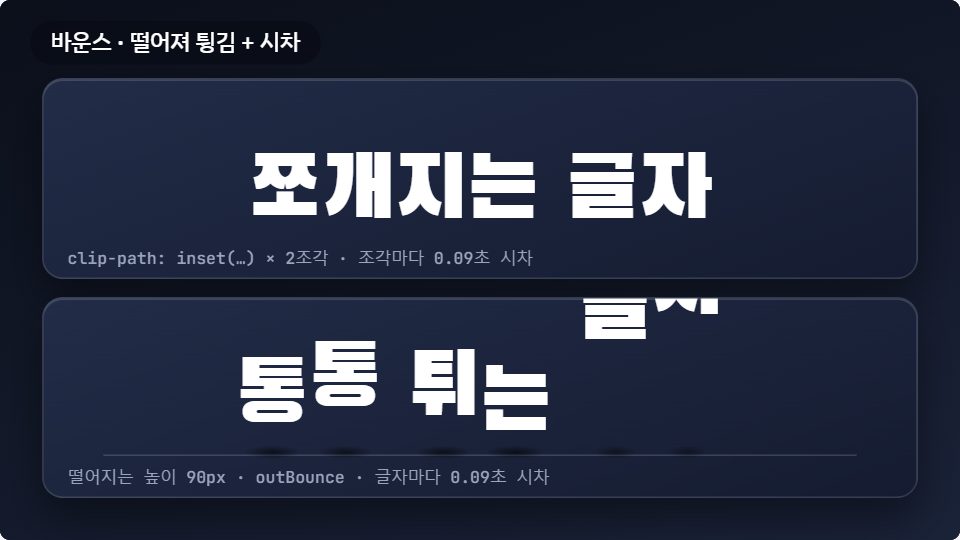 바운스 · 떨어져 튕김 + 시차
쪼개지는 글자
clip-path: inset(…) × 2조각 · 조각마다 0.09초 시차
통통 튀는 글자
떨어지는 높이 90px · outBounce · 글자마다 0.09초 시차